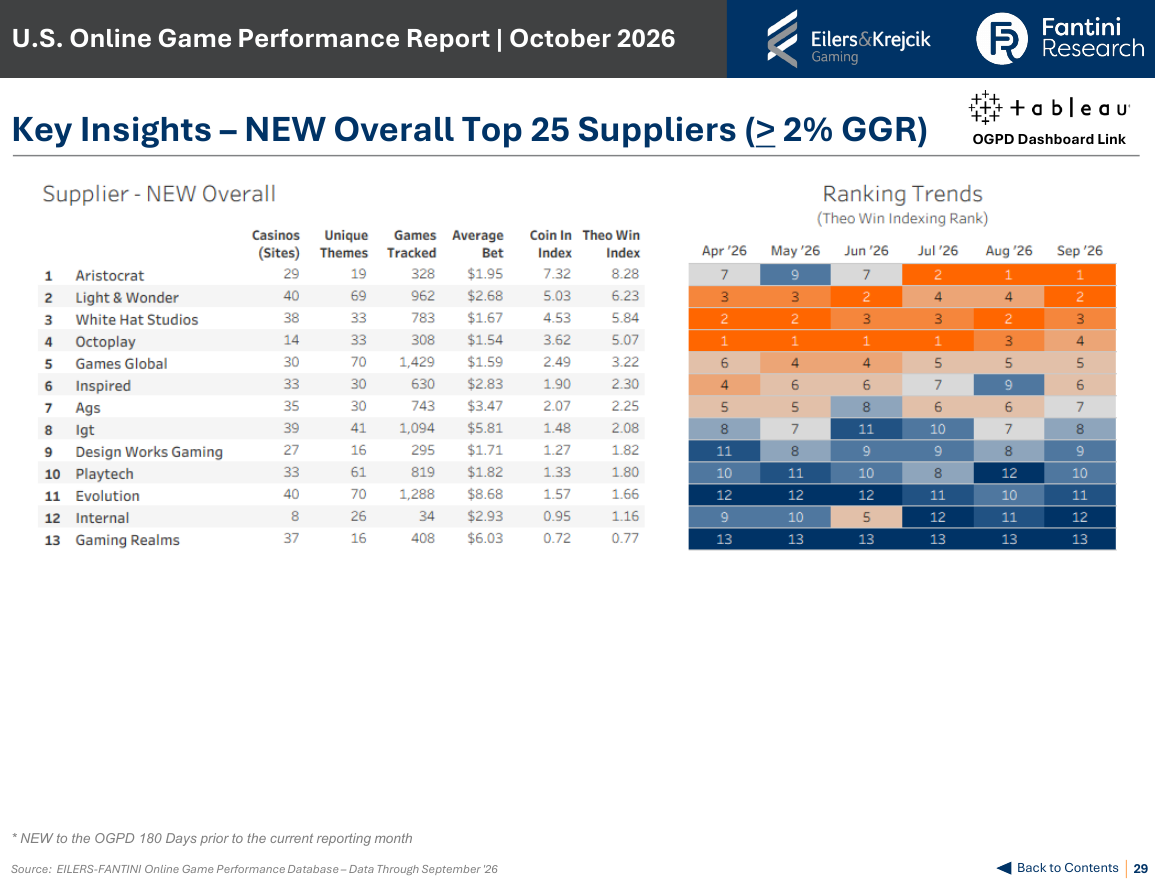 U.S. Online Game Performance Report | October 2026
Eilers&Krejcik
Gaming
Fantini
Research
Key Insights – NEW Overall Top 25 Suppliers (≥ 2% GGR)
+ a b | e a u
OGPD Dashboard Link
Supplier - NEW Overall
Ranking Trends
(Theo Win Indexing Rank)
Casinos (Sites) Unique Themes Games Tracked Average Bet Coin In Index Theo Win Index
Apr '26 May '26 Jun '26 Jul '26 Aug '26 Sep '26
1 Aristocrat 29 19 328 $1.95 7.32 8.28 7 9 7 2 1 1
2 Light & Wonder 40 69 962 $2.68 5.03 6.23 3 3 2 4 4 2
3 White Hat Studios 38 33 783 $1.67 4.53 5.84 2 2 3 3 2 3
4 Octoplay 14 33 308 $1.54 3.62 5.07 1 1 1 1 3 4
5 Games Global 30 70 1,429 $1.59 2.49 3.22 6 4 4 5 5 5
6 Inspired 33 30 630 $2.83 1.90 2.30 4 6 6 7 9 6
7 Ags 35 30 743 $3.47 2.07 2.25 5 5 8 6 6 7
8 Igt 39 41 1,094 $5.81 1.48 2.08 8 7 11 10 7 8
9 Design Works Gaming 27 16 295 $1.71 1.27 1.82 11 8 9 9 8 9
10 Playtech 33 61 819 $1.82 1.33 1.80 10 11 10 8 12 10
11 Evolution 40 70 1,288 $8.68 1.57 1.66 12 12 12 11 10 11
12 Internal 8 26 34 $2.93 0.95 1.16 9 10 5 12 11 12
13 Gaming Realms 37 16 408 $6.03 0.72 0.77 13 13 13 13 13 13
* NEW to the OGPD 180 Days prior to the current reporting month
Source: EILERS-FANTINI Online Game Performance Database – Data Through September '26
Back to Contents 29